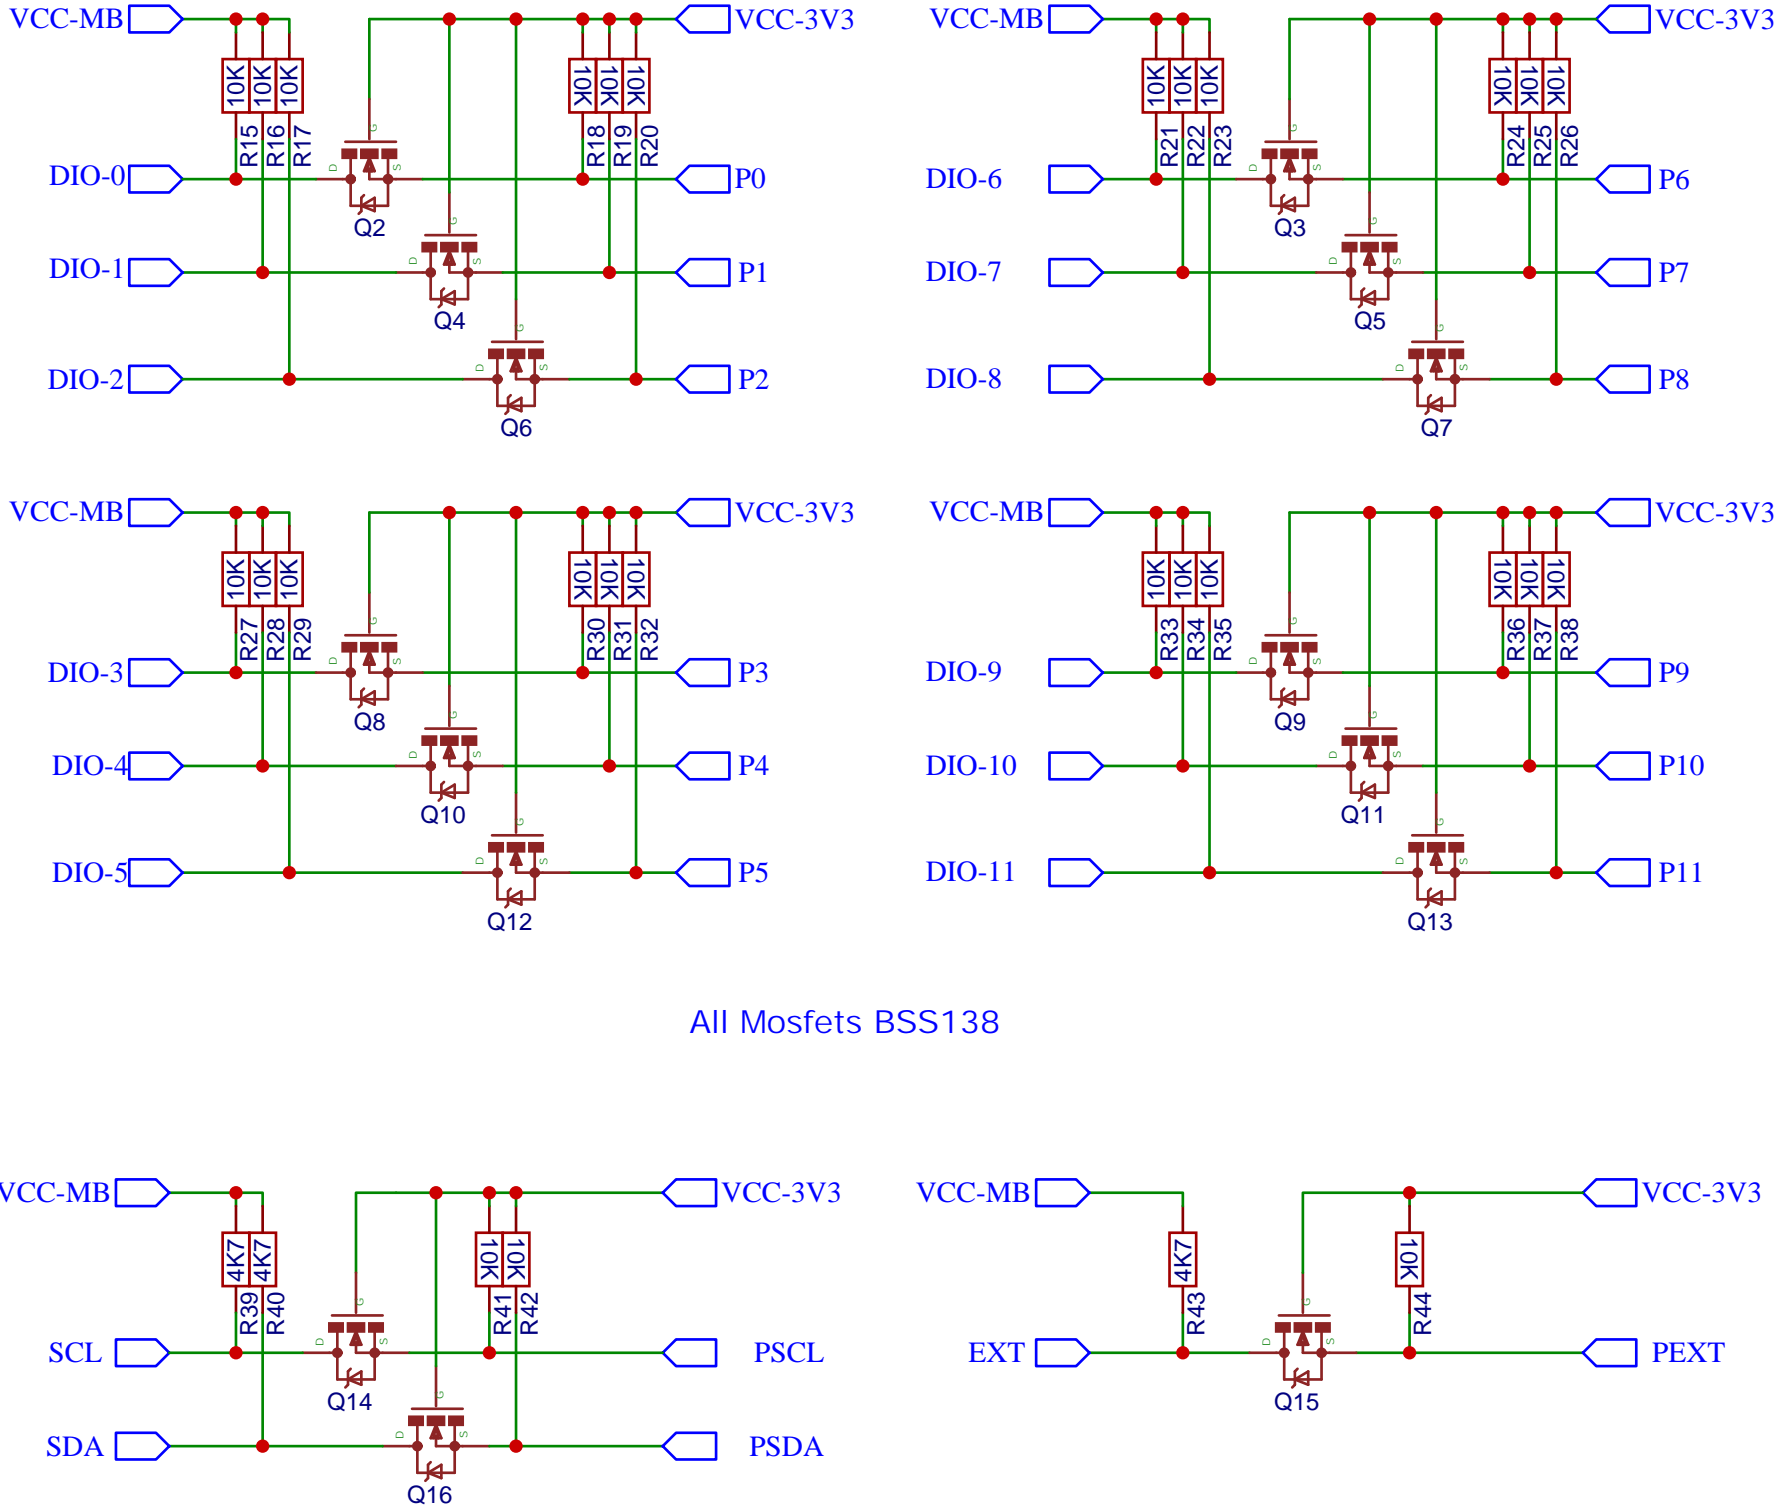 VCC-MB VCC-3V3
10K 10K 10K 10K 10K 10K
R15 R16 R17 R18 R19 R20
G
D S
DIO-0 P0
Q2
G
D S
DIO-1 P1
Q4
G
D S
DIO-2 P2
Q6
VCC-MB VCC-3V3
10K 10K 10K 10K 10K 10K
R21 R22 R23 R24 R25 R26
G
D S
DIO-6 P6
Q3
G
D S
DIO-7 P7
Q5
G
D S
DIO-8 P8
Q7
VCC-MB VCC-3V3
10K 10K 10K 10K 10K 10K
R27 R28 R29 R30 R31 R32
G
D S
DIO-3 P3
Q8
G
D S
DIO-4 P4
Q10
G
D S
DIO-5 P5
Q12
VCC-MB VCC-3V3
10K 10K 10K 10K 10K 10K
R33 R34 R35 R36 R37 R38
G
D S
DIO-9 P9
Q9
G
D S
DIO-10 P10
Q11
G
D S
DIO-11 P11
Q13
All Mosfets BSS138
VCC-MB VCC-3V3
4K7 4K7 10K 10K
R39 R40 R41 R42
G
D S
SCL PSCL
Q14
G
D S
SDA PSDA
Q16
VCC-MB VCC-3V3
4K7 10K
R43 R44
G
D S
EXT PEXT
Q15